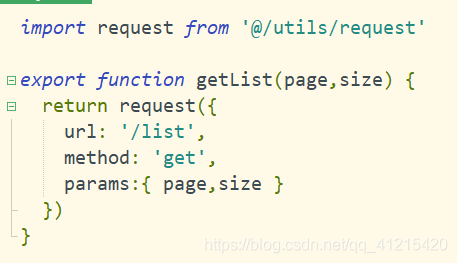 import request from '@/utils/request'
export function getList(page,size) {
return request({
url: '/list',
method: 'get',
params:{ page,size }
})
}
https://blog.csdn.net/qq_41215420